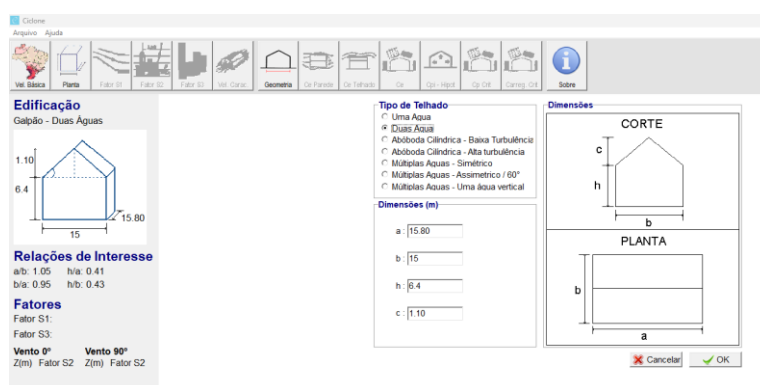 Ciclone
Arquivo Ajuda
Vel. Básica Planta Fator S1 Fator S2 Fator S3 Vel. Carac. Geometria Ce Parede Ce Telhado Ce Cpi - Hipót Cp Crít Carreg. Crít Sobre
Edificação
Galpão - Duas Águas
1.10
6.4
15.80
15
Relações de Interesse
a/b: 1.05 h/a: 0.41
b/a: 0.95 h/b: 0.43
Fatores
Fator S1:
Fator S3:
Vento 0° Vento 90°
Z(m) Fator S2 Z(m) Fator S2
Tipo de Telhado
Uma Agua
Duas Agua
Abóboda Cilíndrica - Baixa Turbulência
Abóboda Cilíndrica - Alta turbulência
Múltiplas Aguas - Simétrico
Múltiplas Aguas - Assimetrico / 60°
Múltiplas Aguas - Uma água vertical
Dimensões (m)
a : 15.80
b : 15
h : 6.4
c : 1.10
Dimensões
CORTE
c
h
b
PLANTA
b
a
Cancelar OK